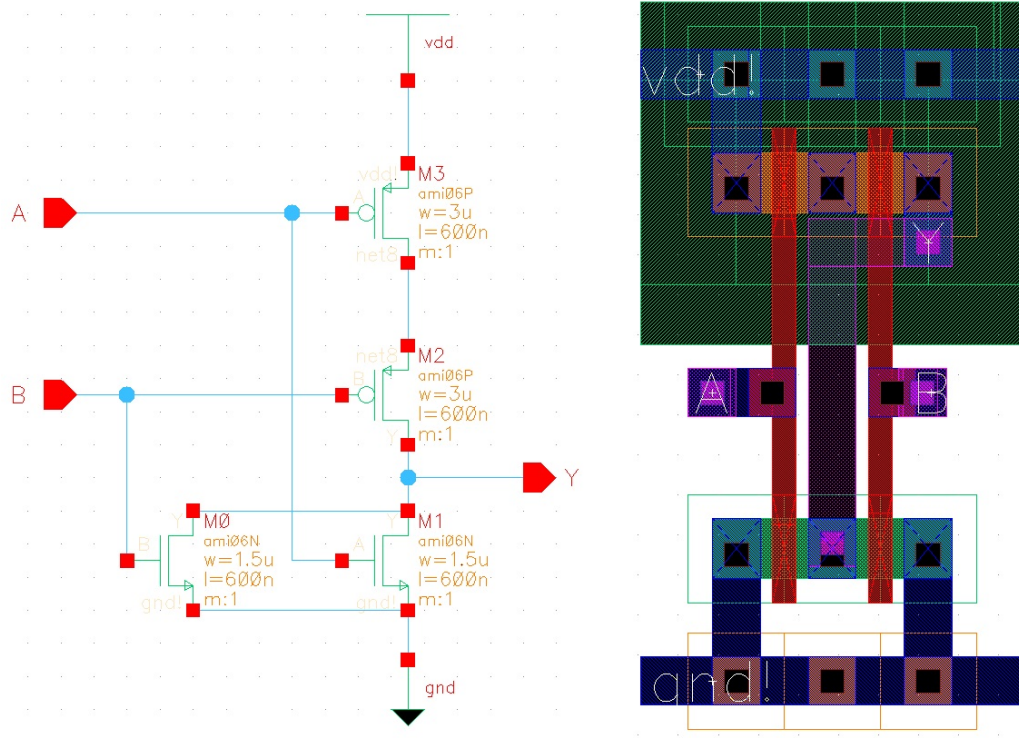 vdd
vdd!
M3
A
ami06P
w=3u
l=600n
m:1
net8
A
net8
M2
B
ami06P
w=3u
l=600n
m:1
Y
B
Y
Y
M0
B
ami06N
w=1.5u
l=600n
m:1
gnd!
Y
M1
A
ami06N
w=1.5u
l=600n
m:1
gnd!
gnd
vdd!
Y
A
B
gnd!